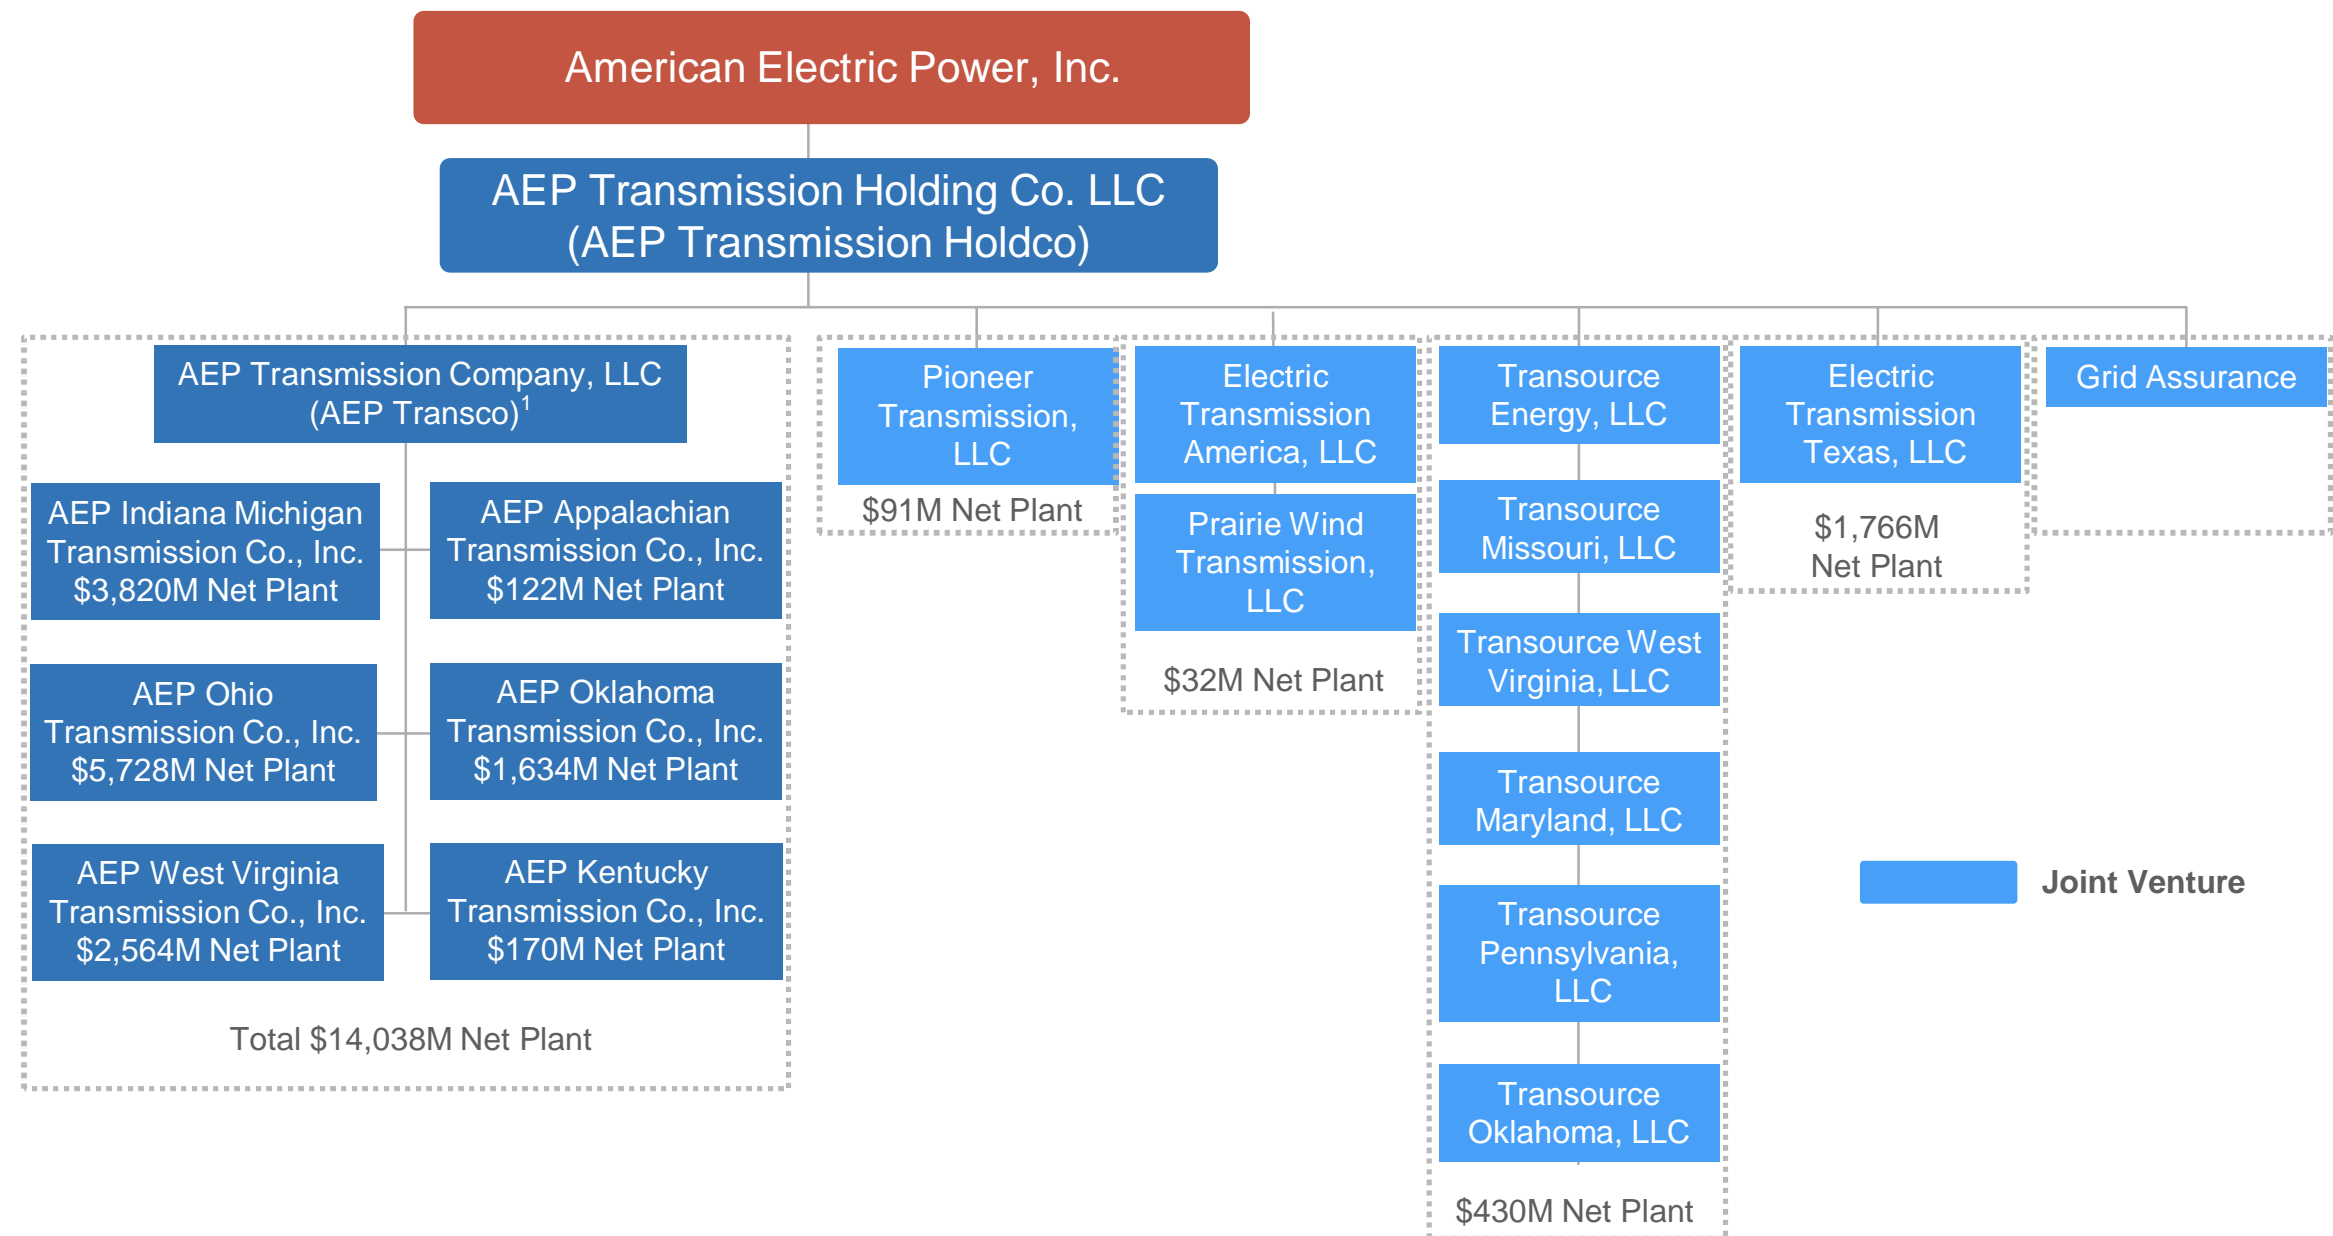 American Electric Power, Inc.
AEP Transmission Holding Co. LLC
(AEP Transmission Holdco)
AEP Transmission Company, LLC
(AEP Transco)1
AEP Indiana Michigan
Transmission Co., Inc.
$3,820M Net Plant
AEP Appalachian
Transmission Co., Inc.
$122M Net Plant
AEP Ohio
Transmission Co., Inc.
$5,728M Net Plant
AEP Oklahoma
Transmission Co., Inc.
$1,634M Net Plant
AEP West Virginia
Transmission Co., Inc.
$2,564M Net Plant
AEP Kentucky
Transmission Co., Inc.
$170M Net Plant
Total $14,038M Net Plant
Pioneer
Transmission,
LLC
$91M Net Plant
Electric
Transmission
America, LLC
Prairie Wind
Transmission,
LLC
$32M Net Plant
Transource
Energy, LLC
Transource
Missouri, LLC
Transource West
Virginia, LLC
Transource
Maryland, LLC
Transource
Pennsylvania,
LLC
Transource
Oklahoma, LLC
$430M Net Plant
Electric
Transmission
Texas, LLC
$1,766M
Net Plant
Grid Assurance
Joint Venture